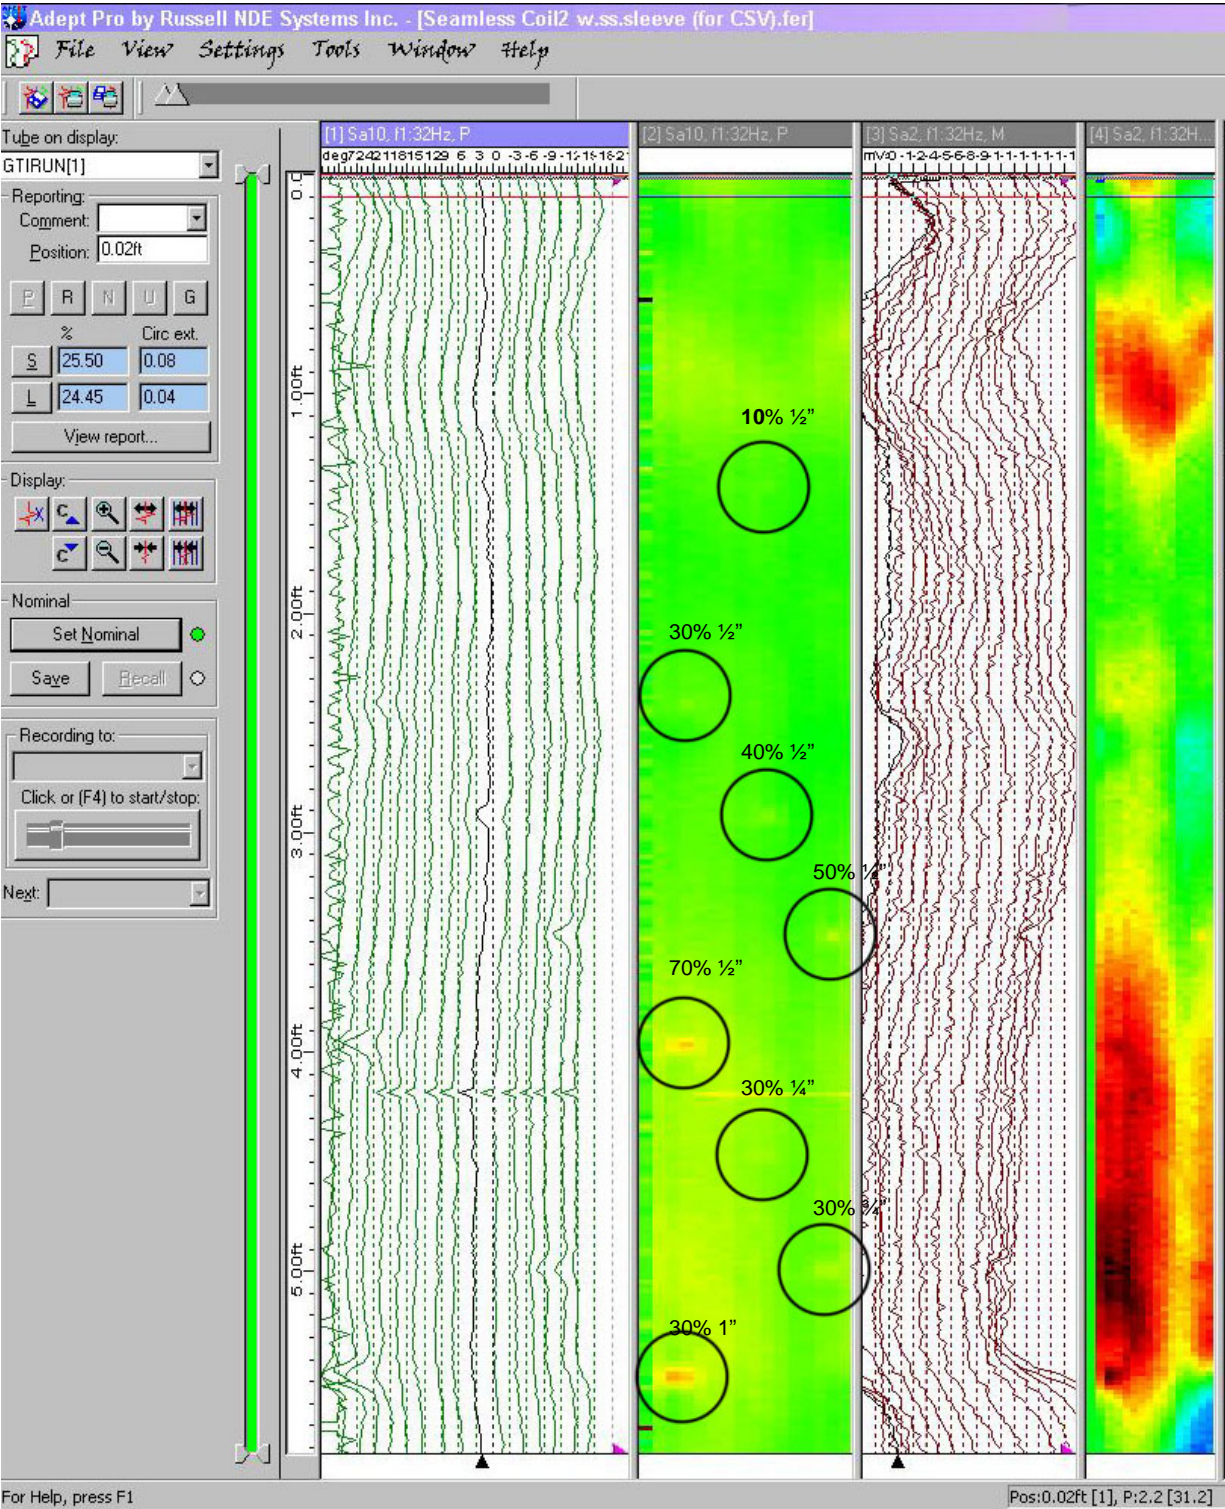 Adept Pro by Russell NDE Systems Inc. - [Seamless Coil2 w.ss.sleeve (for CSV).fer]
File View Settings Tools Window Help
Tube on display:
GTIRUN[1]
Reporting:
Comment:
Position: 0.02ft
P R N U G
% Circ ext.
S 25.50 0.08
L 24.45 0.04
View report...
Display:
C
C
Nominal
Set Nominal
Save Recall
Recording to:
Click or (F4) to start/stop:
Next:
[1] Sa10, f1:32Hz, P
0.0
1.00ft
2.00ft
3.00ft
4.00ft
5.00ft
[2] Sa10, f1:32Hz, P
10% ½”
30% ½”
40% ½”
50% ½”
70% ½”
30% ¼”
30% ¾”
30% 1”
[3] Sa2, f1:32Hz, M
[4] Sa2, f1:32H...
For Help, press F1
Pos:0.02ft [1], P:2.2 [31.2]